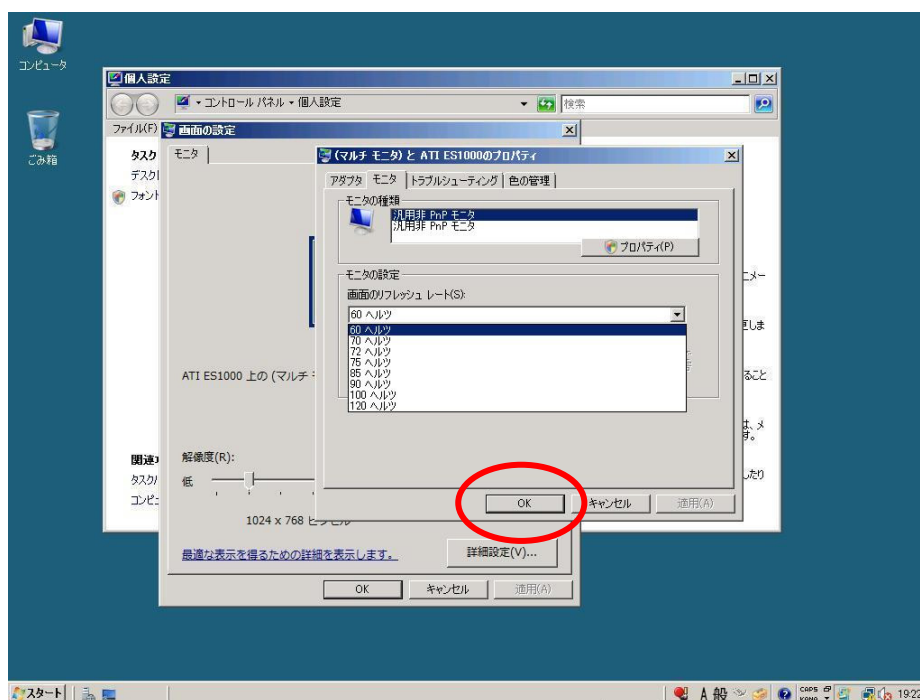 コンピュータ
ごみ箱
個人設定
コントロール パネル ▸ 個人設定
検索
ファイル(F)
画面の設定
モニタ
タスク
フォント
(マルチ モニタ) と ATI ES1000のプロパティ
アダプタ モニタ トラブルシューティング 色の管理
モニタの種類
汎用非 PnP モニタ
汎用非 PnP モニタ
プロパティ(P)
モニタの設定
画面のリフレッシュ レート(S):
60 ヘルツ
60 ヘルツ
70 ヘルツ
72 ヘルツ
75 ヘルツ
85 ヘルツ
90 ヘルツ
100 ヘルツ
120 ヘルツ
ATI ES1000 上の (マルチ
関連
解像度(R):
低
1024 x 768
OK キャンセル 適用(A)
最適な表示を得るための詳細を表示します。
詳細設定(V)...
OK キャンセル 適用(A)
スタート
A 般
CAPS
KANA
19:22